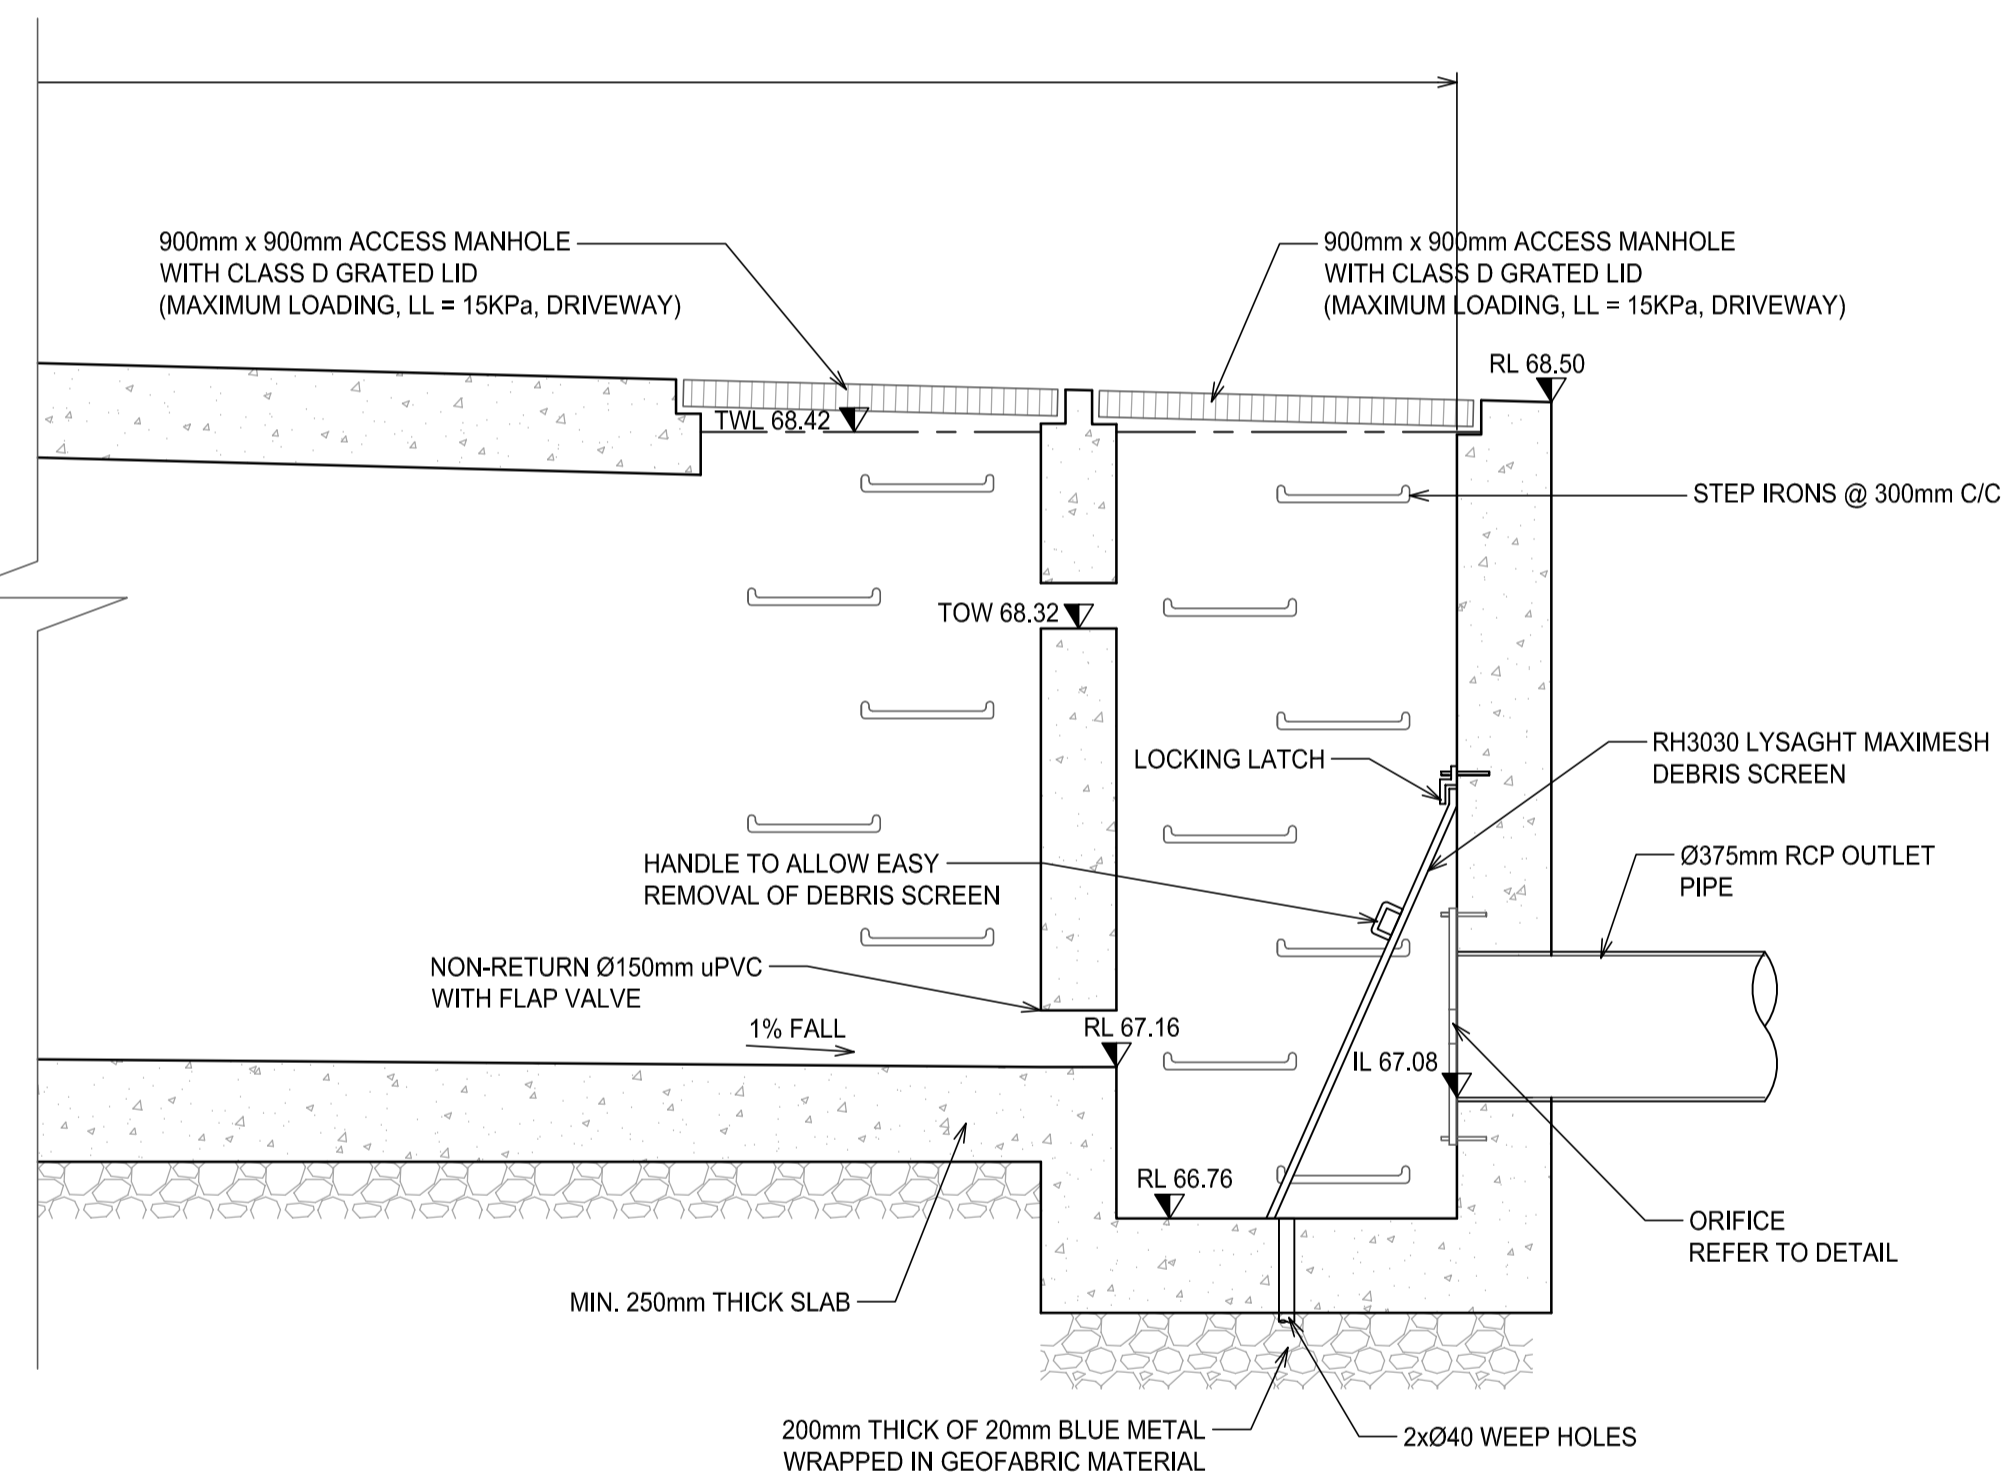 900mm x 900mm ACCESS MANHOLE
WITH CLASS D GRATED LID
(MAXIMUM LOADING, LL = 15KPa, DRIVEWAY)
900mm x 900mm ACCESS MANHOLE
WITH CLASS D GRATED LID
(MAXIMUM LOADING, LL = 15KPa, DRIVEWAY)
RL 68.50
TWL 68.42
STEP IRONS @ 300mm C/C
TOW 68.32
LOCKING LATCH
RH3030 LYSAGHT MAXIMESH
DEBRIS SCREEN
HANDLE TO ALLOW EASY
REMOVAL OF DEBRIS SCREEN
Ø375mm RCP OUTLET
PIPE
NON-RETURN Ø150mm uPVC
WITH FLAP VALVE
1% FALL
RL 67.16
IL 67.08
RL 66.76
ORIFICE
REFER TO DETAIL
MIN. 250mm THICK SLAB
200mm THICK OF 20mm BLUE METAL
WRAPPED IN GEOFABRIC MATERIAL
2xØ40 WEEP HOLES